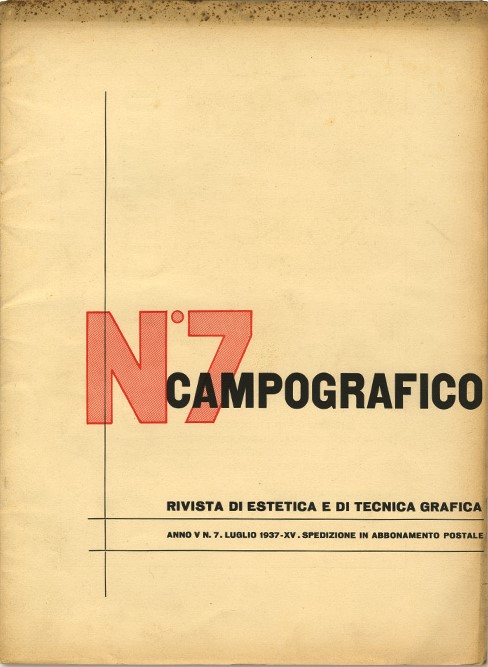 N°7
CAMPOGRAFICO
RIVISTA DI ESTETICA E DI TECNICA GRAFICA
ANNO V N. 7. LUGLIO 1937-XV. SPEDIZIONE IN ABBONAMENTO POSTALE